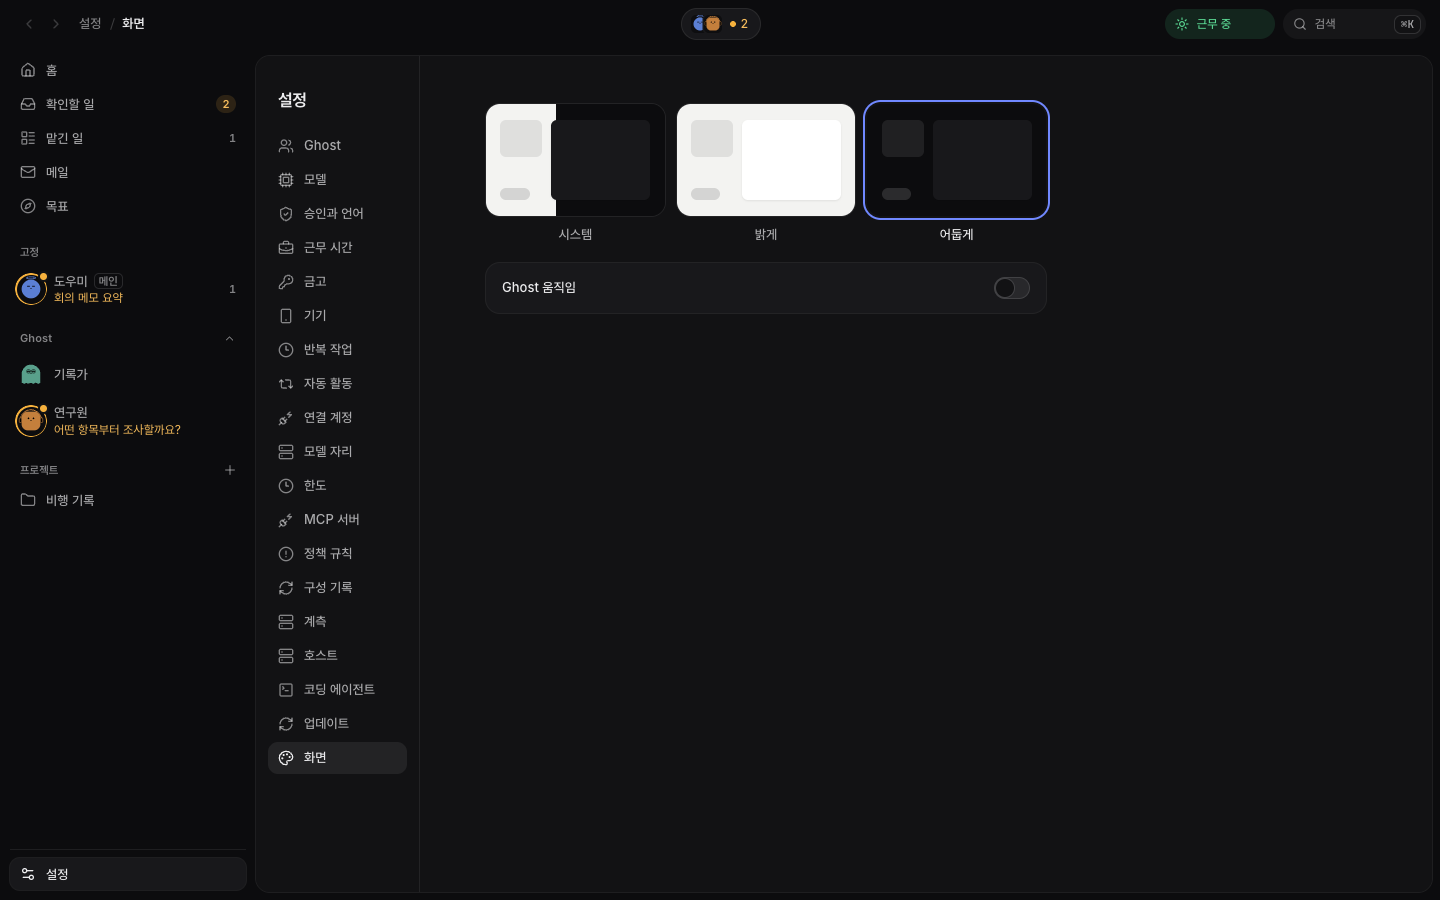 설정 / 화면
2
근무 중
검색
⌘K
홈
확인할 일
2
맡긴 일
1
메일
목표
고정
도우미 메인
회의 메모 요약
1
Ghost
기록가
연구원
어떤 항목부터 조사할까요?
프로젝트
비행 기록
설정
설정
Ghost
모델
승인과 언어
근무 시간
금고
기기
반복 작업
자동 활동
연결 계정
모델 자리
한도
MCP 서버
정책 규칙
구성 기록
계측
호스트
코딩 에이전트
업데이트
화면
시스템
밝게
어둡게
Ghost 움직임